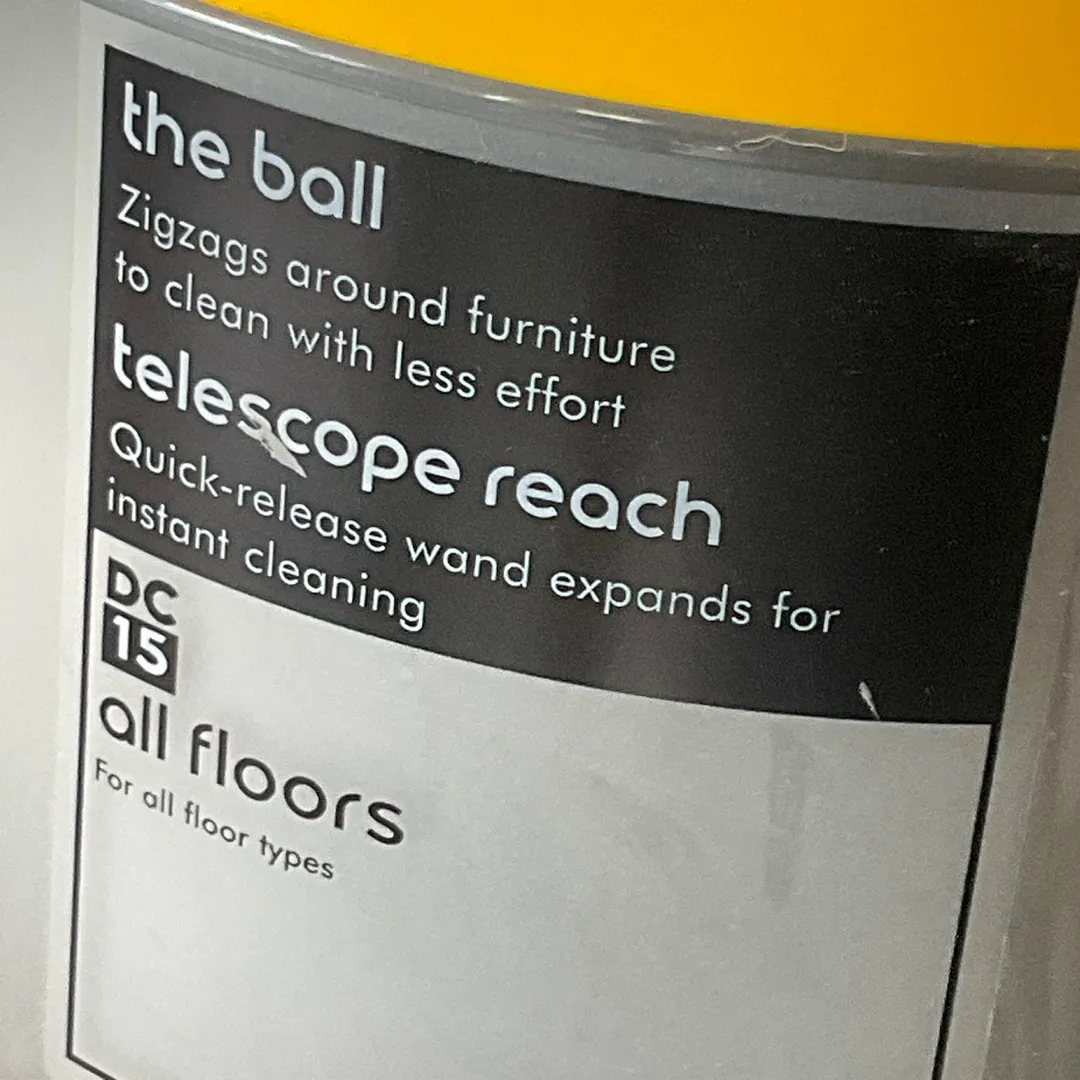 the ball
Zigzags around furniture
to clean with less effort
telescope reach
Quick-release wand expands for
instant cleaning
DC
15
all floors
For all floor types